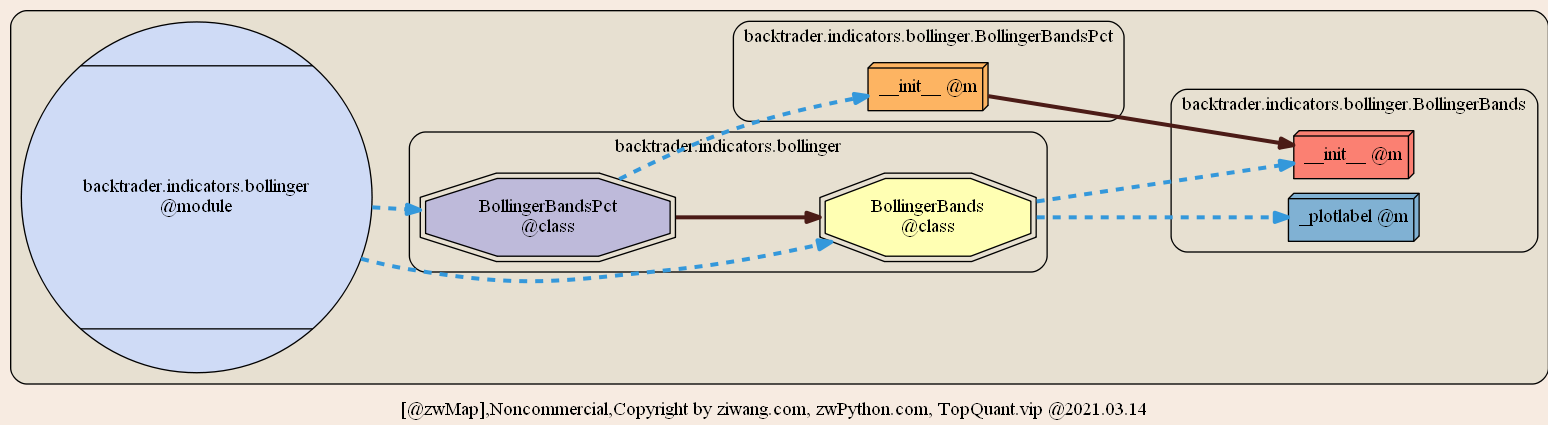 backtrader.indicators.bollinger.BollingerBandsPct
__init__ @m
backtrader.indicators.bollinger.BollingerBands
__init__ @m
_plotlabel @m
backtrader.indicators.bollinger
backtrader.indicators.bollinger
@module
BollingerBandsPct
@class
BollingerBands
@class
[@zwMap],Noncommercial,Copyright by ziwang.com, zwPython.com, TopQuant.vip @2021.03.14